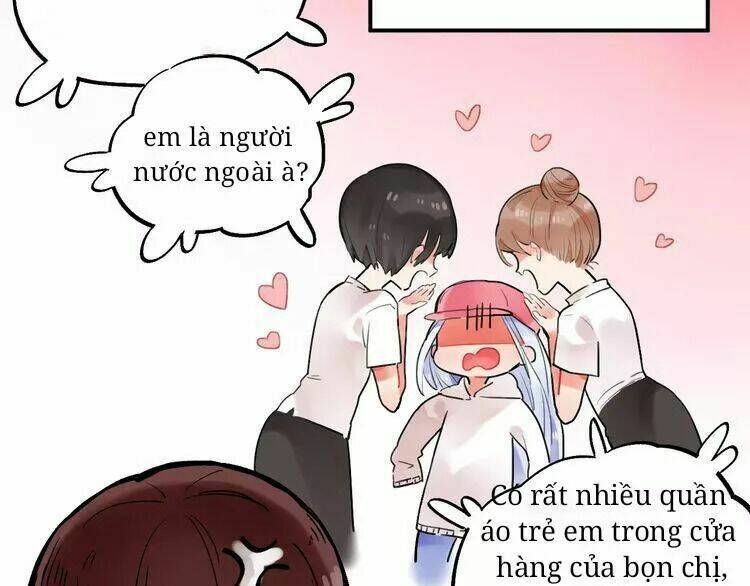 em là người
nước ngoài à?
Có rất nhiều quần
áo trẻ em trong cửa
hàng của bọn chị,